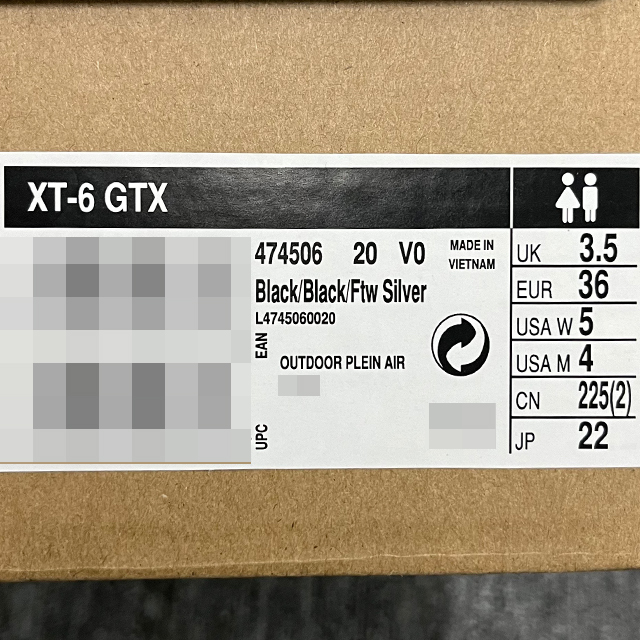 XT-6 GTX
474506 20 V0
MADE IN
VIETNAM
Black/Black/Ftw Silver
L4745060020
EAN
OUTDOOR PLEIN AIR
UPC
UK 3.5
EUR 36
USA W 5
USA M 4
CN 225(2)
JP 22